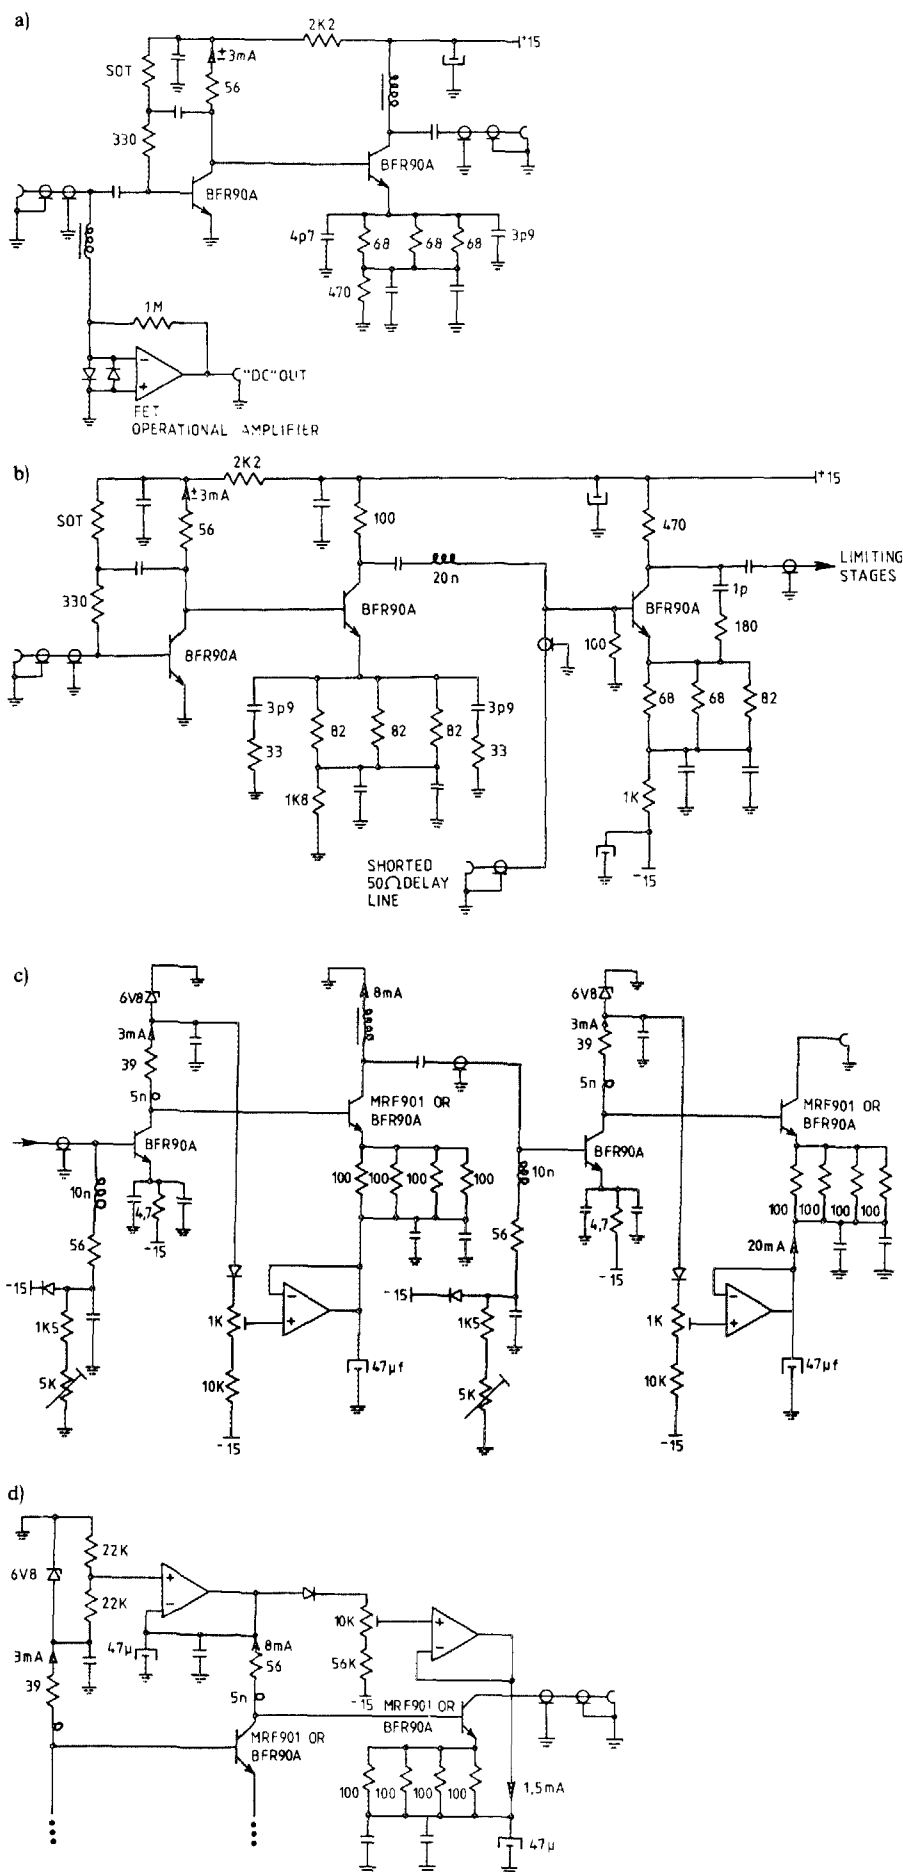 a)
2K2
+15
±3mA
SOT
56
330
BFR90A
BFR90A
4p7
68
68
68
3p9
470
1M
"DC" OUT
FET
OPERATIONAL AMPLIFIER
b)
2K2
+15
±3mA
SOT
56
100
470
20n
LIMITING
STAGES
330
BFR90A
1p
BFR90A
180
100
BFR90A
3p9
82
82
82
3p9
68
68
82
33
33
1K8
1K
SHORTED
50Ω DELAY
LINE
-15
c)
6V8
8mA
6V8
3mA
3mA
39
39
5n
5n
MRF901 OR
BFR90A
MRF901 OR
BFR90A
BFR90A
BFR90A
10n
10n
100
100
100
100
100
100
100
100
4,7
4,7
56
-15
56
-15
20mA
-15
-15
1K5
1K
1K5
1K
5K
47µf
5K
47µf
10K
10K
-15
-15
d)
22K
6V8
22K
10K
47µ
8mA
3mA
56
56K
39
5n
-15
MRF901 OR
BFR90A
MRF901 OR
BFR90A
100
100
100
100
1,5mA
47µ